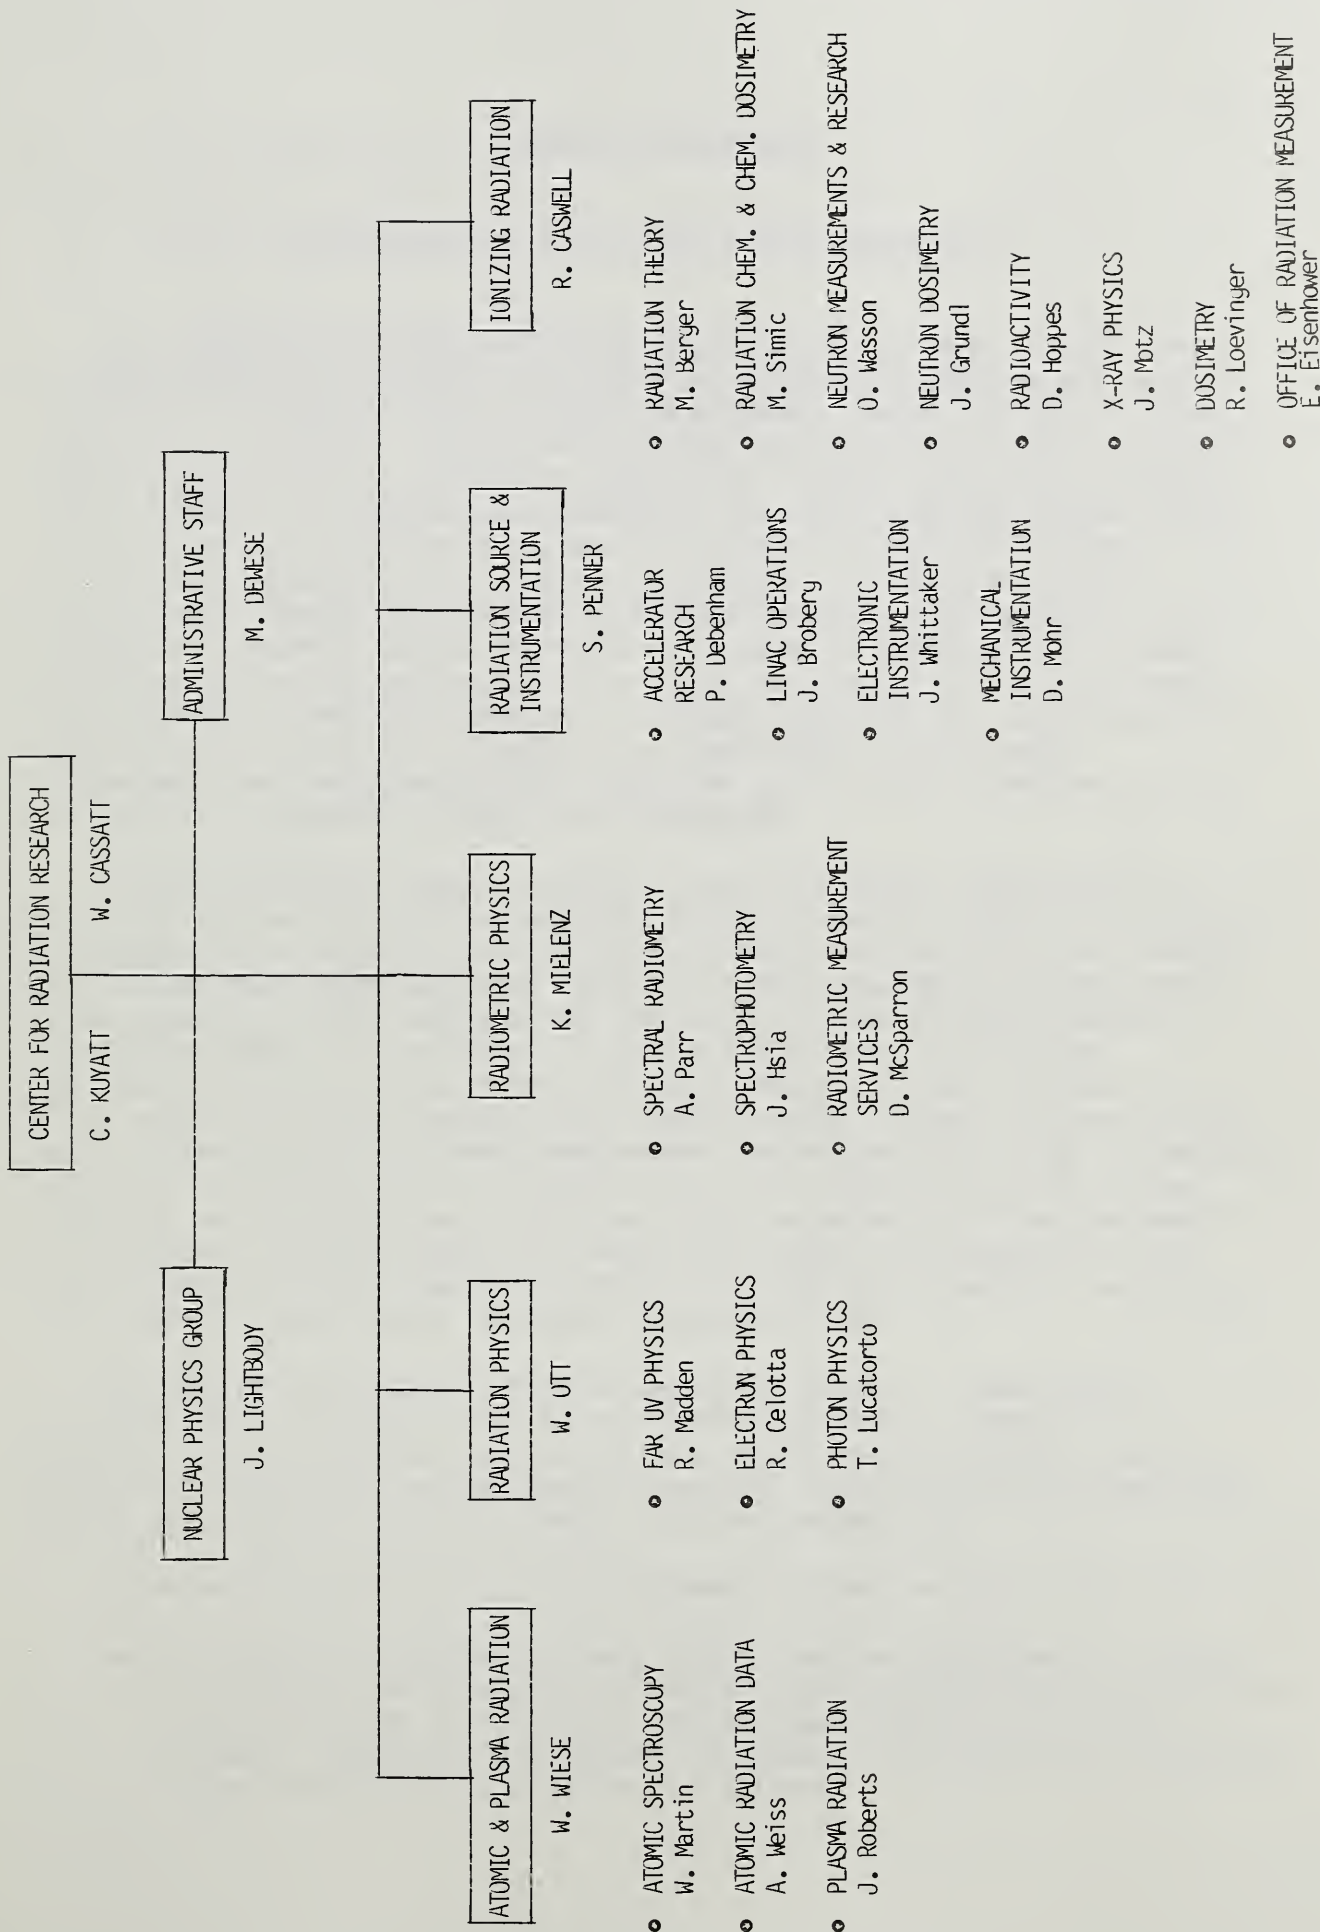 CENTER FOR RADIATION RESEARCH
C. KUYATT
W. CASSATT
NUCLEAR PHYSICS GROUP
J. LIGHTBODY
ADMINISTRATIVE STAFF
M. DEWESE
ATOMIC & PLASMA RADIATION
W. WIESE
ATOMIC SPECTROSCOPY
W. Martin
ATOMIC RADIATION DATA
A. Weiss
PLASMA RADIATION
J. Roberts
RADIATION PHYSICS
W. OTT
FAR UV PHYSICS
R. Madden
ELECTRON PHYSICS
R. Celotta
PHOTON PHYSICS
T. Lucatorto
RADIOMETRIC PHYSICS
K. MIELENZ
SPECTRAL RADIOMETRY
A. Parr
SPECTROPHOTOMETRY
J. Hsia
RADIOMETRIC MEASUREMENT
SERVICES
D. McSparron
RADIATION SOURCE &
INSTRUMENTATION
S. PENNER
ACCELERATOR
RESEARCH
P. Debenham
LINAC OPERATIONS
J. Broberg
ELECTRONIC
INSTRUMENTATION
J. Whittaker
MECHANICAL
INSTRUMENTATION
D. Mohr
IONIZING RADIATION
R. CASWELL
RADIATION THEORY
M. Berger
RADIATION CHEM. & CHEM. DOSIMETRY
M. Simic
NEUTRON MEASUREMENTS & RESEARCH
O. Wasson
NEUTRON DOSIMETRY
J. Grundl
RADIOACTIVITY
D. Hoppes
X-RAY PHYSICS
J. Motz
DOSIMETRY
R. Loevinger
OFFICE OF RADIATION MEASUREMENT
E. Eisenhower